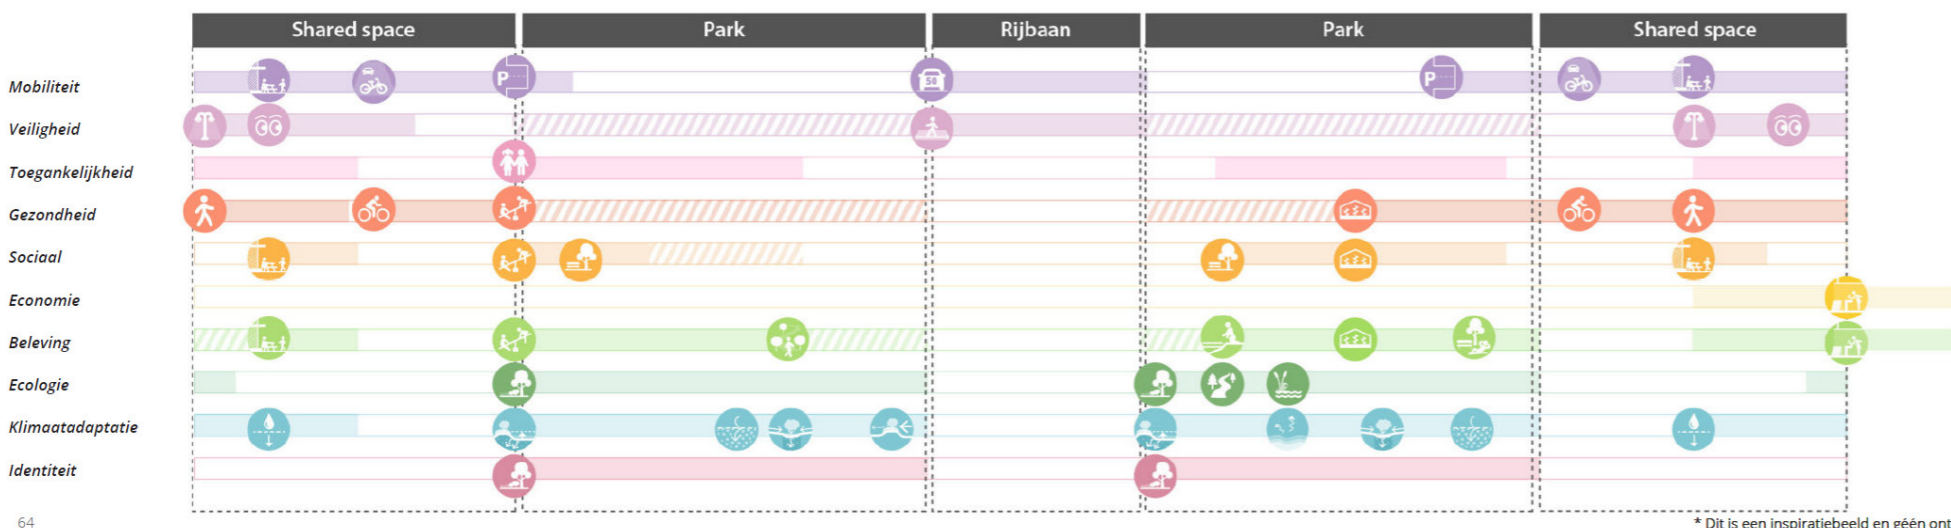 Shared space Park Rijbaan Park Shared space
Mobiliteit P 50 P
Veiligheid
Toegankelijkheid
Gezondheid
Sociaal
Economie
Beleving
Ecologie
Klimaatadaptatie
Identiteit
64
* Dit is een inspiratiebeeld en géén ont